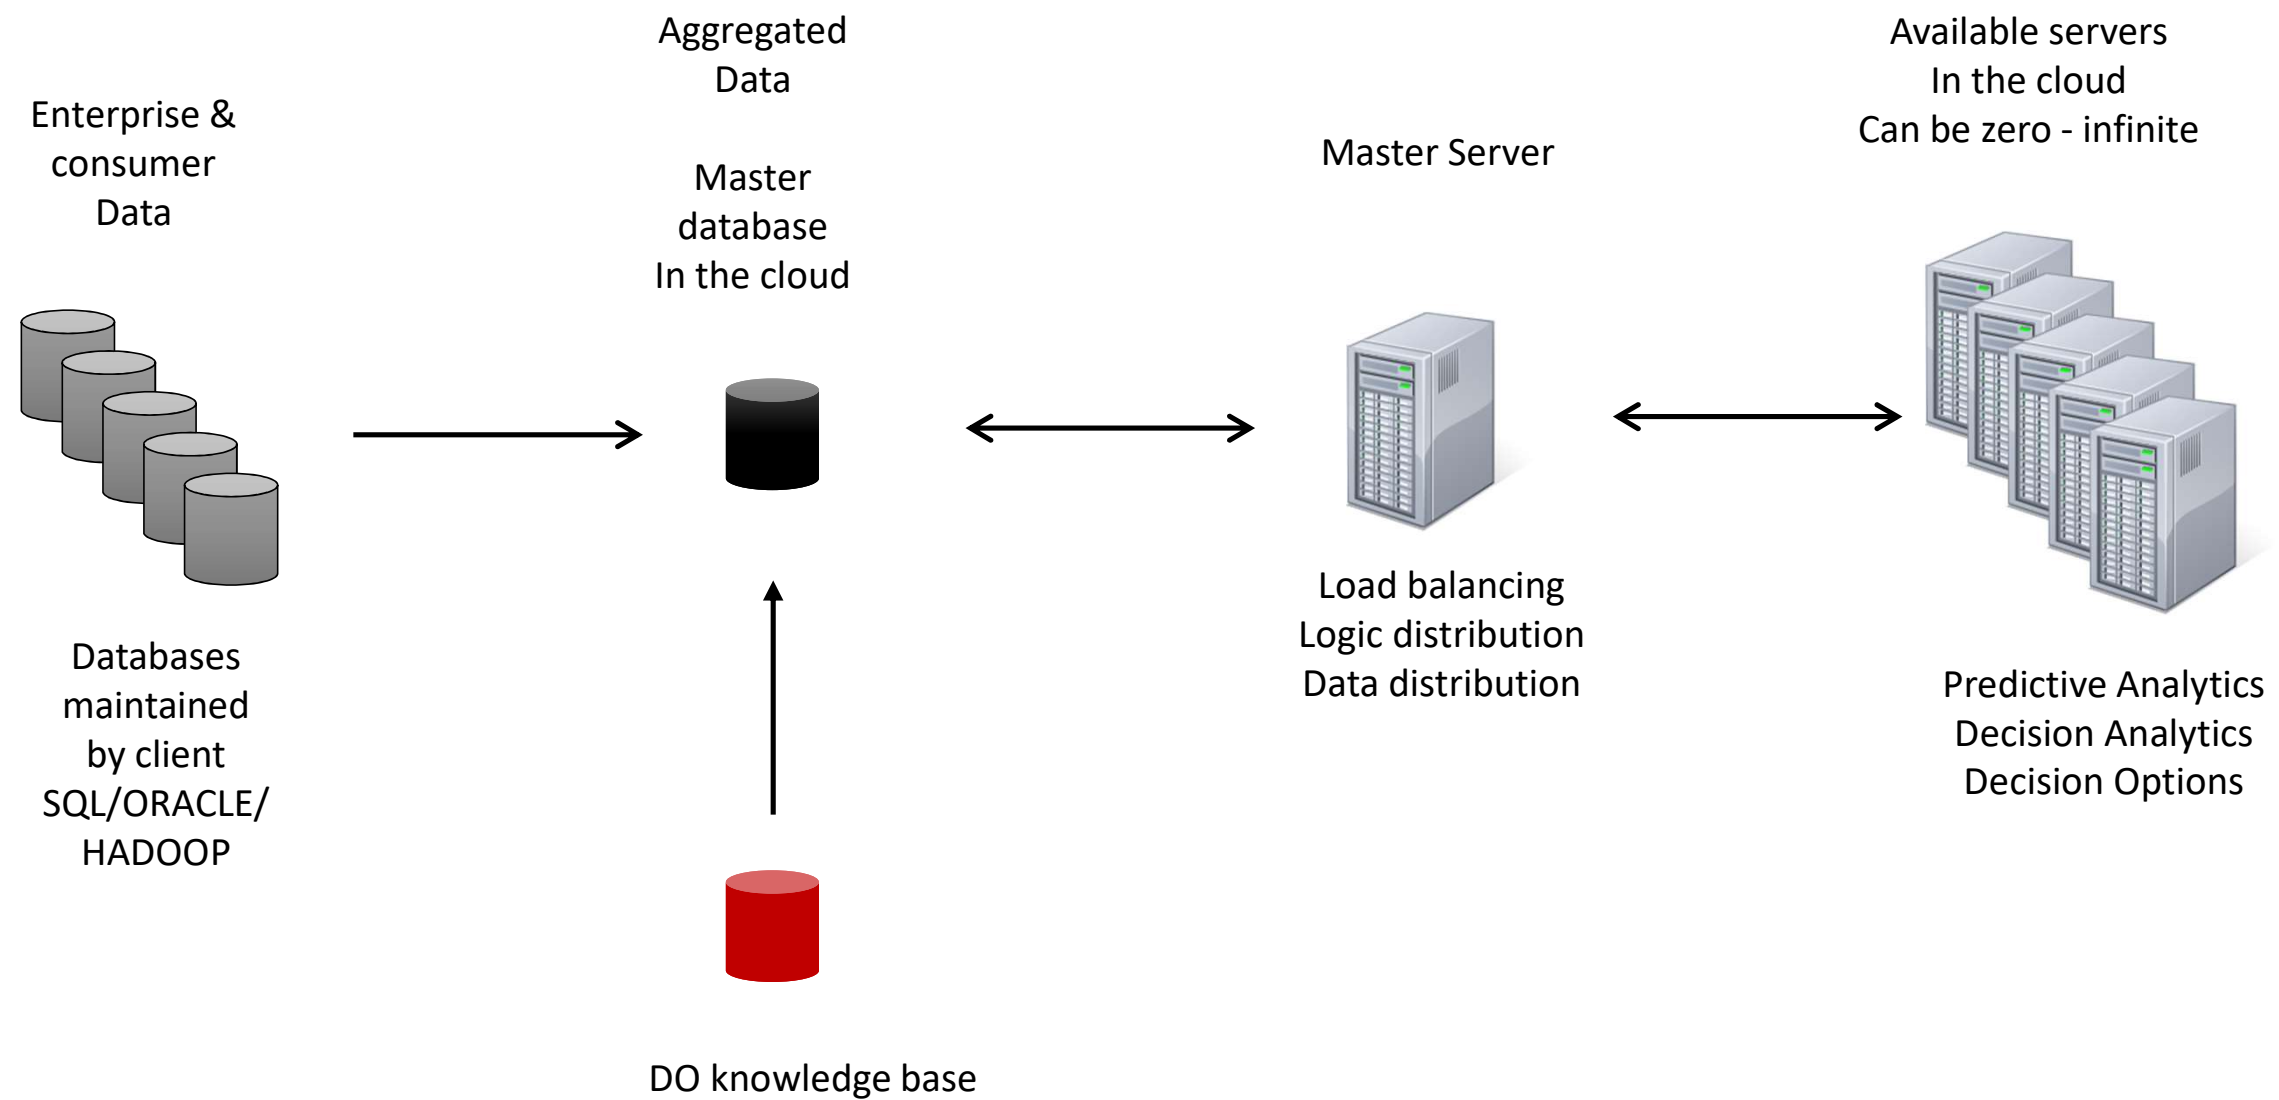 Enterprise &
consumer
Data
Databases
maintained
by client
SQL/ORACLE/
HADOOP
Aggregated
Data
Master
database
In the cloud
DO knowledge base
Master Server
Load balancing
Logic distribution
Data distribution
Available servers
In the cloud
Can be zero - infinite
Predictive Analytics
Decision Analytics
Decision Options